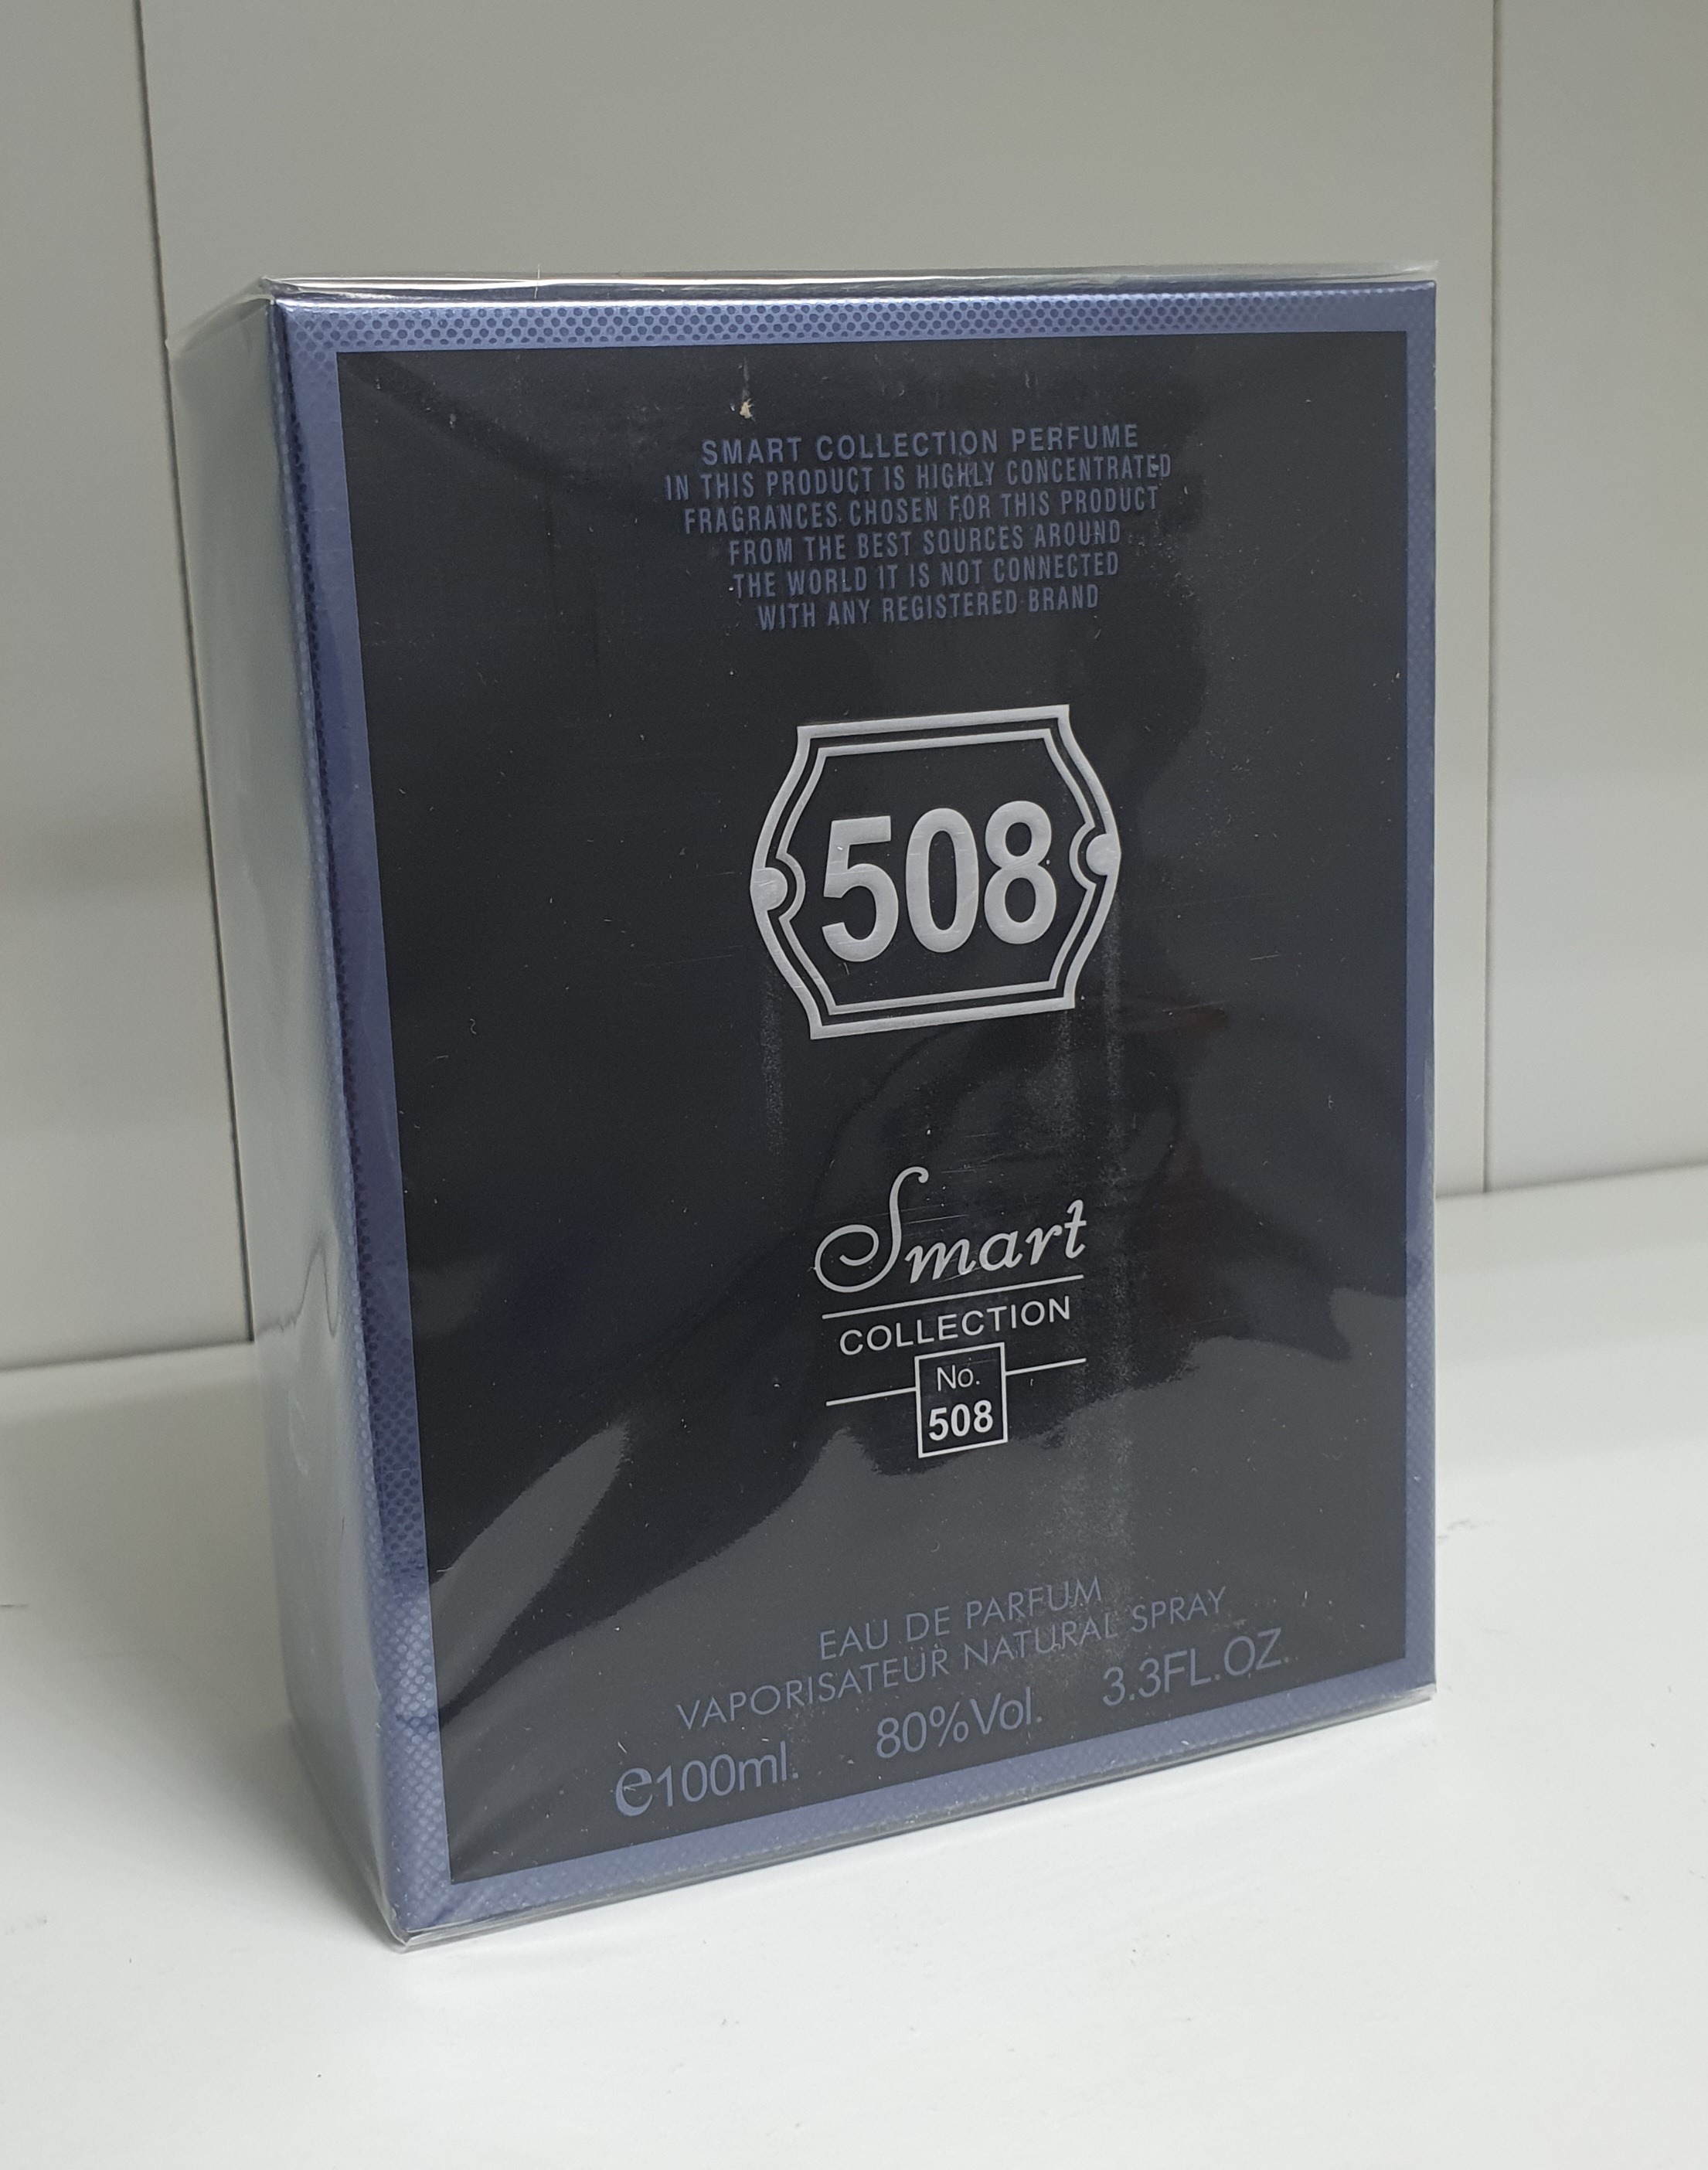 SMART COLLECTION PERFUME
IN THIS PRODUCT IS HIGHLY CONCENTRATED
FRAGRANCES CHOSEN FOR THIS PRODUCT
FROM THE BEST SOURCES AROUND
THE WORLD IT IS NOT CONNECTED
WITH ANY REGISTERED BRAND
508
Smart
COLLECTION
No.
508
EAU DE PARFUM
VAPORISATEUR NATURAL SPRAY
e100ml. 80%Vol. 3.3FL.OZ.